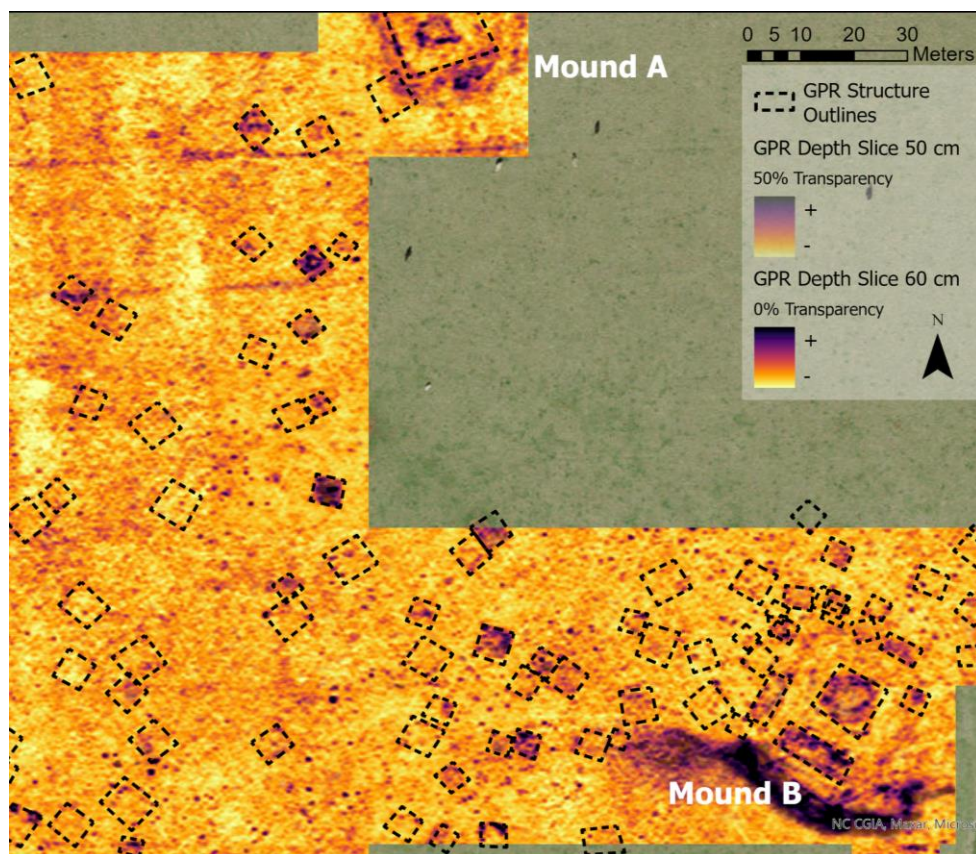 Mound A
0 5 10 20 30
Meters
GPR Structure
Outlines
GPR Depth Slice 50 cm
50% Transparency
+
-
GPR Depth Slice 60 cm
0% Transparency
+
-
N
Mound B
NC CGIA, Maxar, Micros